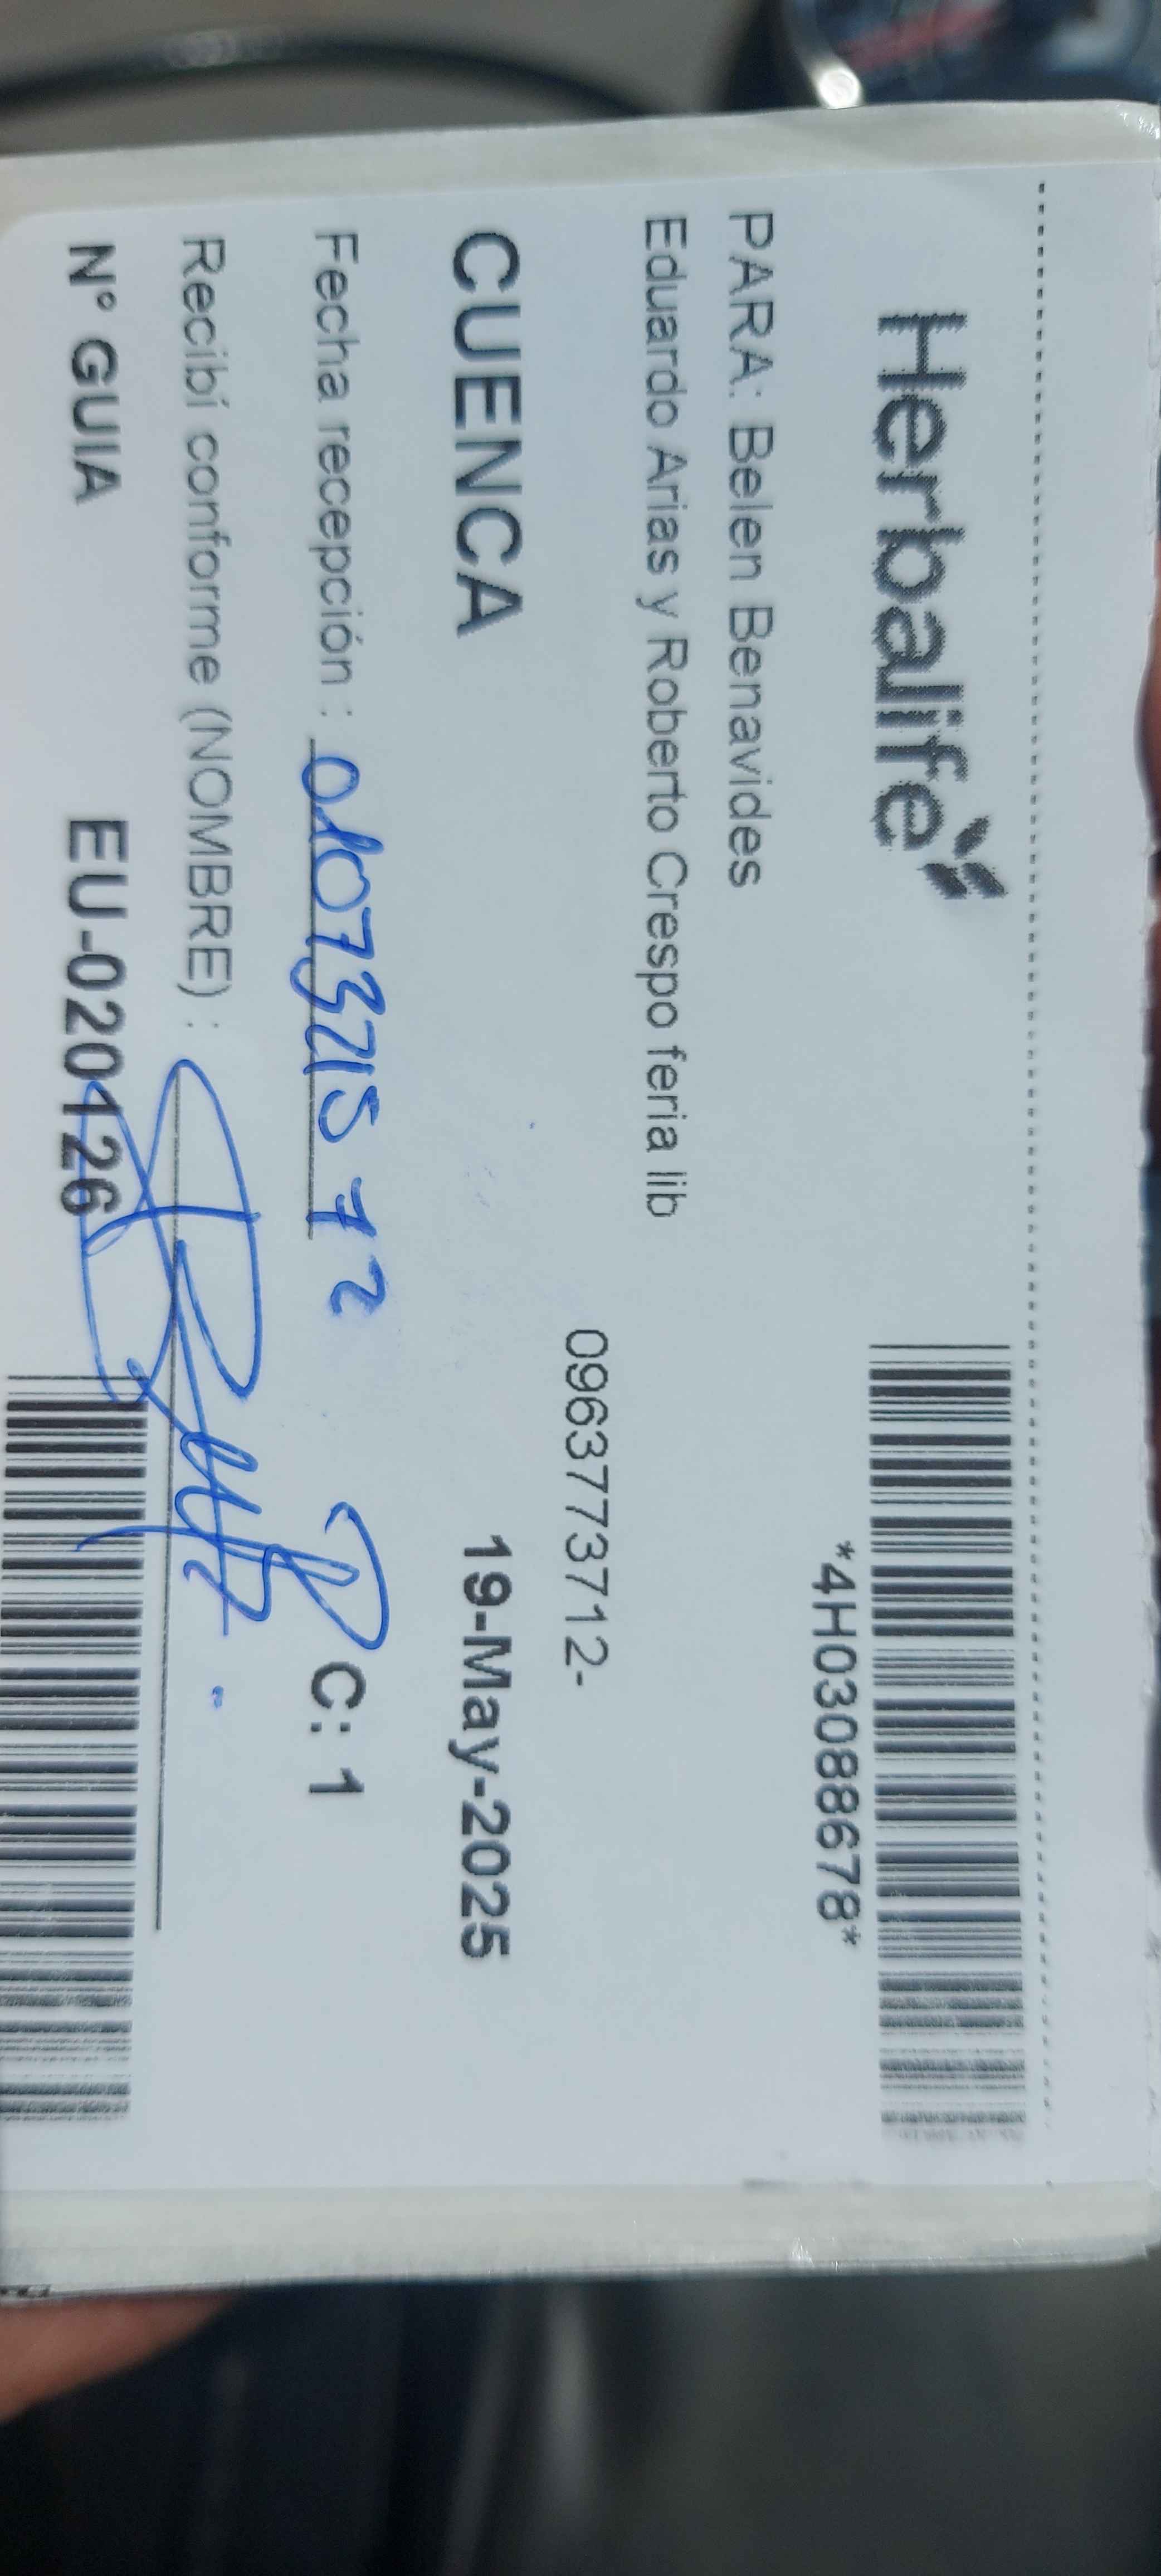 Herbalife
*4H03088678*
PARA: Belen Benavides
Eduardo Arias y Roberto Crespo feria lib
0963773712-
CUENCA 19-May-2025
Fecha recepción : C: 1
Recibí conforme (NOMBRE) :
N° GUIA EU-020126